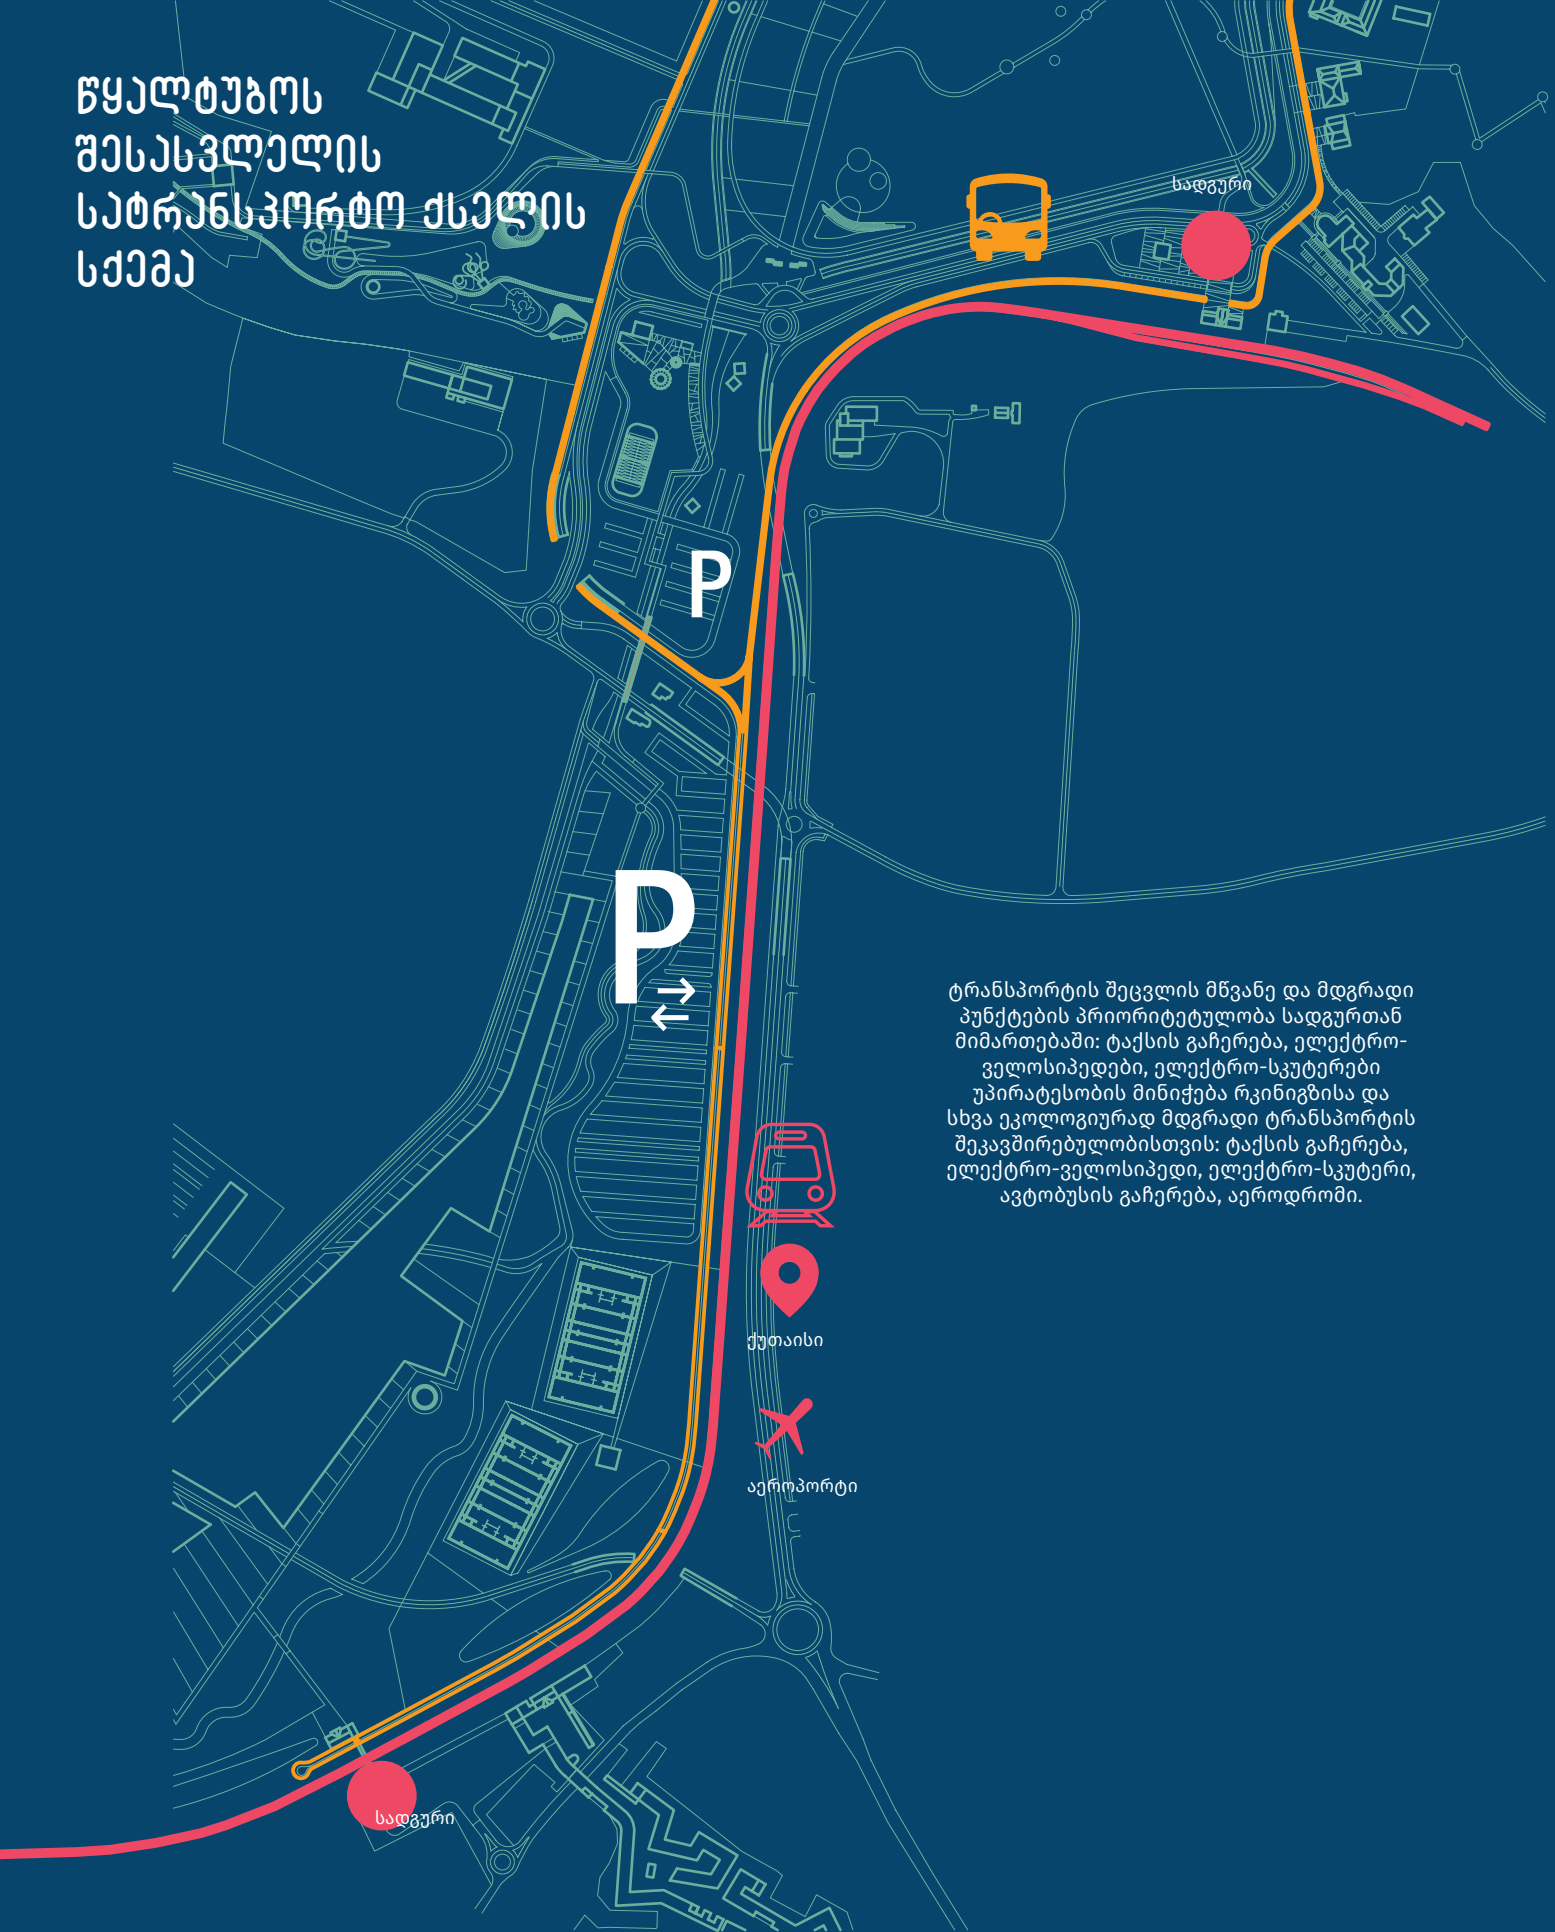 წყალტუბოს
შესასვლელის
სატრანსპორტო ქსელის
სქემა
სადგური
P
P
ტრანსპორტის შეცვლის მწვანე და მდგრადი
პუნქტების პრიორიტეტულობა სადგურთან
მიმართებაში: ტაქსის გაჩერება, ელექტრო-
ველოსიპედები, ელექტრო-სკუტერები
უპირატესობის მინიჭება რკინიგზისა და
სხვა ეკოლოგიურად მდგრადი ტრანსპორტის
შეკავშირებულობისთვის: ტაქსის გაჩერება,
ელექტრო-ველოსიპედი, ელექტრო-სკუტერი,
ავტობუსის გაჩერება, აეროდრომი.
ქუთაისი
აეროპორტი
სადგური